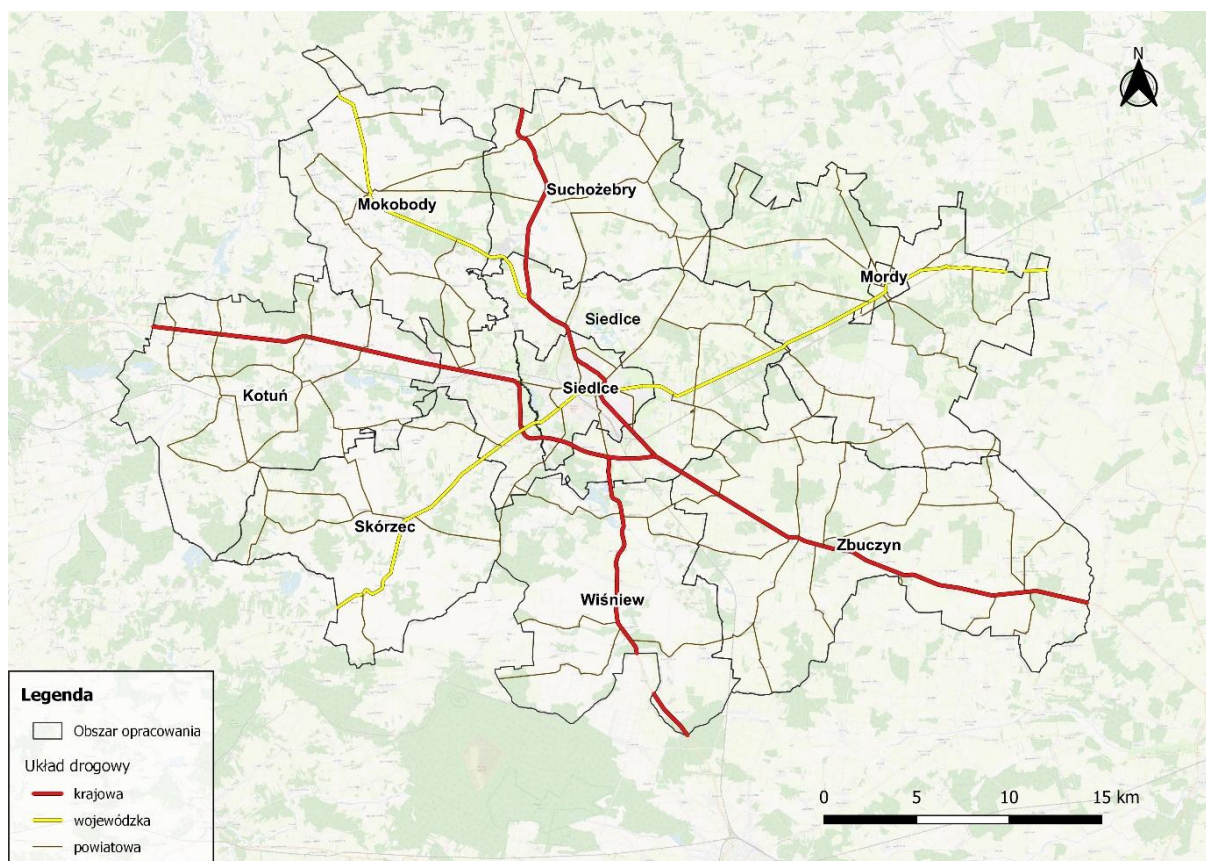 N
Suchożebry
Mokobody
Mordy
Siedlce
Siedlce
Kotuń
Skórzec
Zbuczyn
Wiśniew
Legenda
Obszar opracowania
Układ drogowy
krajowa
wojewódzka
powiatowa
0 5 10 15 km